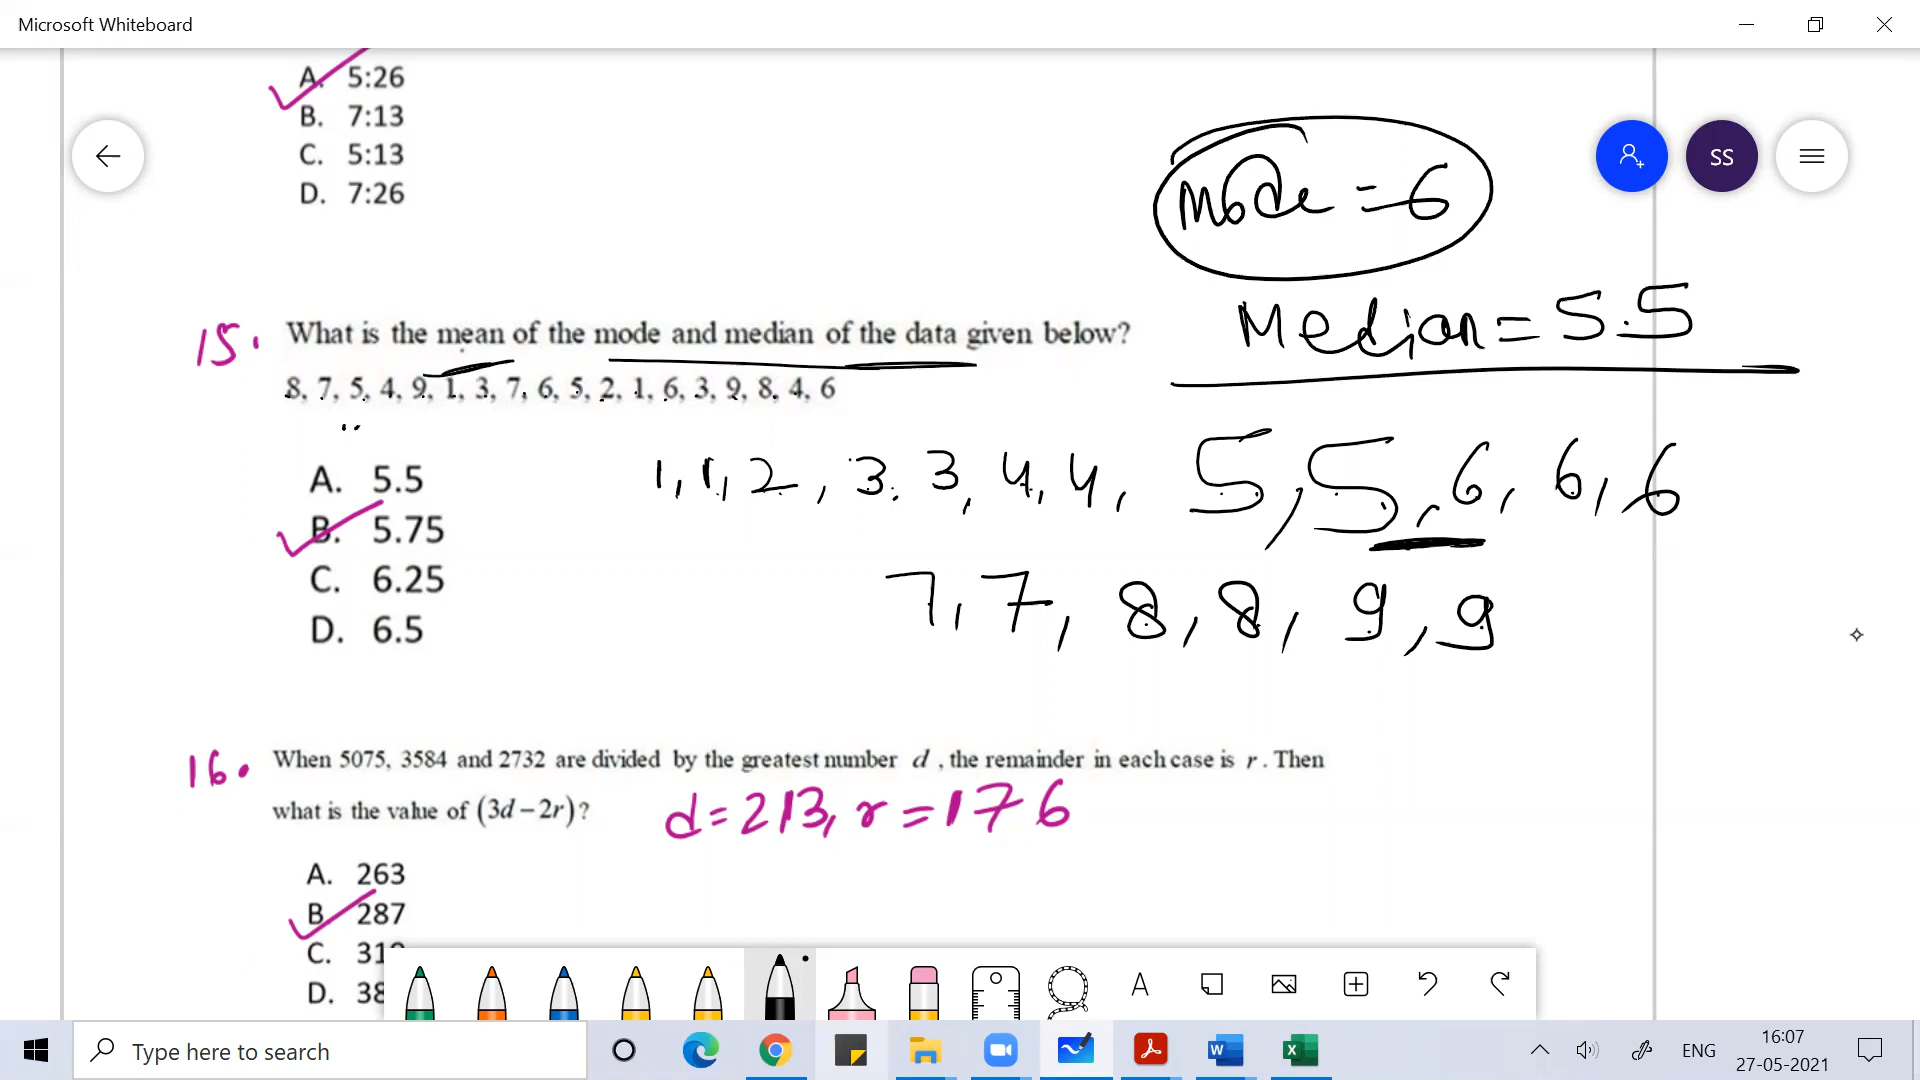 Microsoft Whiteboard
A. 5:26
B. 7:13
C. 5:13
D. 7:26
mode = 6
SS
Median = 5.5
15. What is the mean of the mode and median of the data given below?
8, 7, 5, 4, 9, 1, 3, 7, 6, 5, 2, 1, 6, 3, 9, 8, 4, 6
A. 5.5
B. 5.75
C. 6.25
D. 6.5
1, 1, 2, 3, 3, 4, 4, 5, 5, 6, 6, 6
7, 7, 8, 8, 9, 9
16. When 5075, 3584 and 2732 are divided by the greatest number d , the remainder in each case is r . Then
what is the value of (3d – 2r)?
d = 213, r = 176
A. 263
B 287
C. 31
D. 38
A
Type here to search
ENG
16:07
27-05-2021